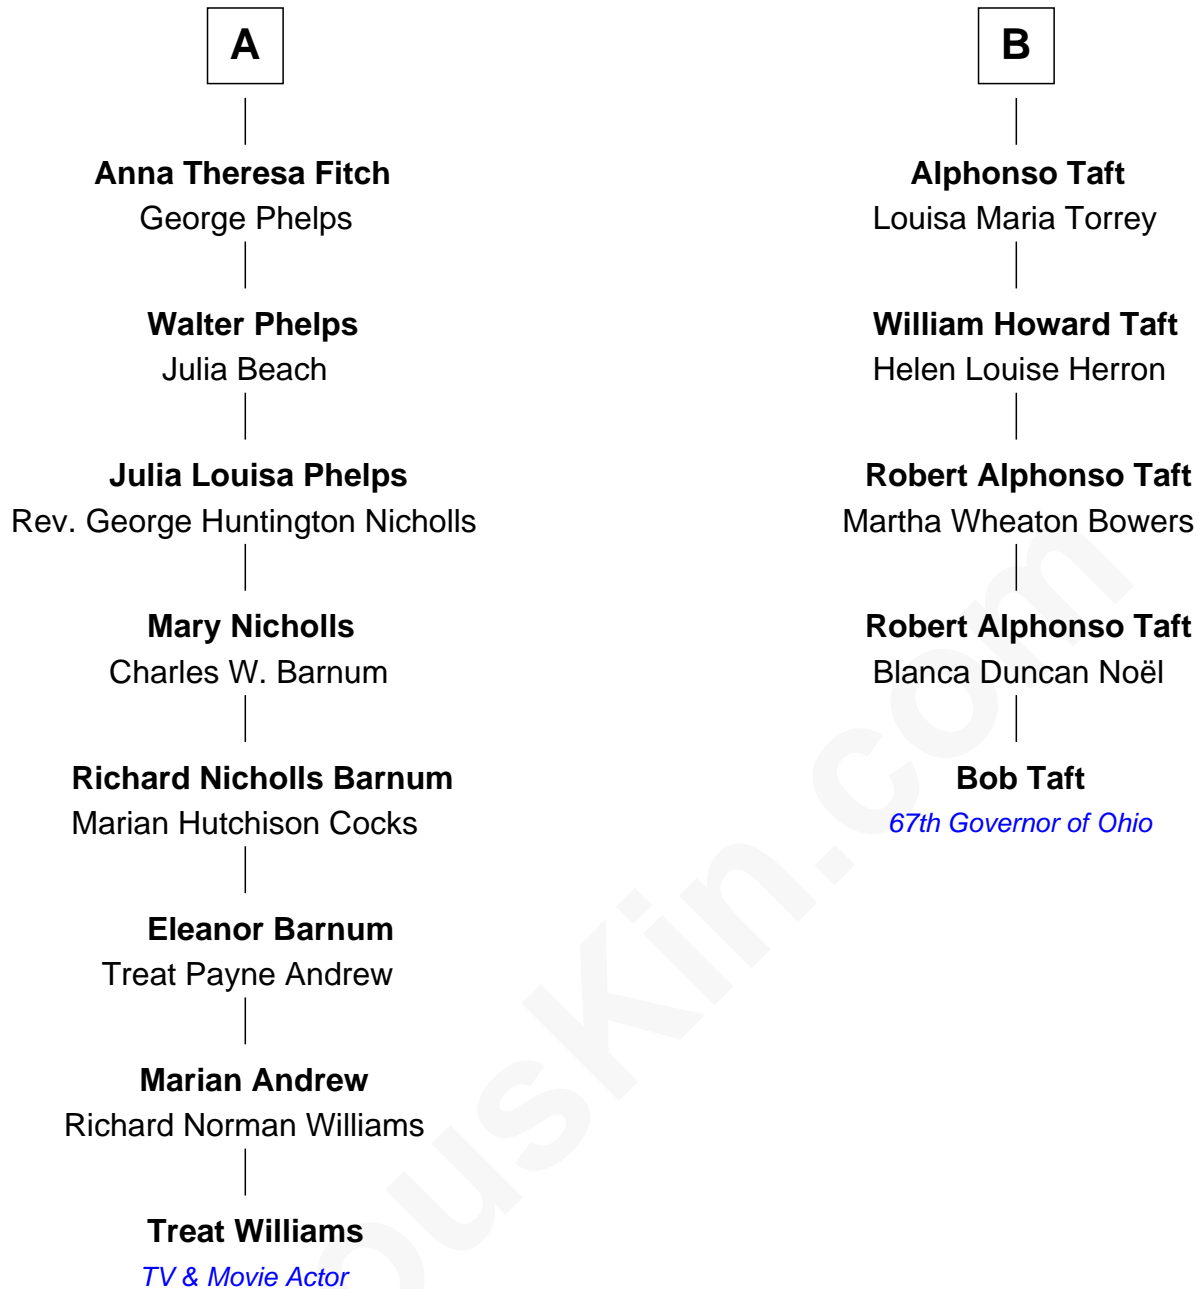 A
Anna Theresa Fitch
George Phelps
Walter Phelps
Julia Beach
Julia Louisa Phelps
Rev. George Huntington Nicholls
Mary Nicholls
Charles W. Barnum
Richard Nicholls Barnum
Marian Hutchison Cocks
Eleanor Barnum
Treat Payne Andrew
Marian Andrew
Richard Norman Williams
Treat Williams
TV & Movie Actor
B
Alphonso Taft
Louisa Maria Torrey
William Howard Taft
Helen Louise Herron
Robert Alphonso Taft
Martha Wheaton Bowers
Robert Alphonso Taft
Blanca Duncan Noël
Bob Taft
67th Governor of Ohio
ousKin.com